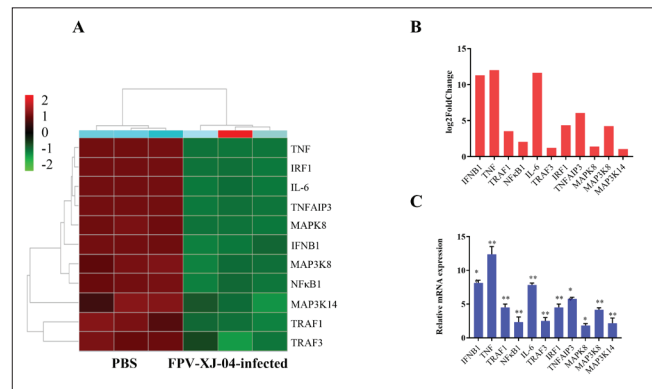 A
2
1
0
-1
-2
TNF
IRF1
IL-6
TNFAIP3
MAPK8
IFNB1
MAP3K8
NFκB1
MAP3K14
TRAF1
TRAF3
PBS FPV-XJ-04-infected
B
log2FoldChange
15
10
5
0
IFNB1
TNF
TRAF1
NFκB1
IL-6
TRAF3
IRF1
TNFAIP3
MAPK8
MAP3K8
MAP3K14
C
Relative mRNA expression
15
10
5
0
* ** ** ** ** ** ** * * ** **
IFNB1
TNF
TRAF1
NFκB1
IL-6
TRAF3
IRF1
TNFAIP3
MAPK8
MAP3K8
MAP3K14